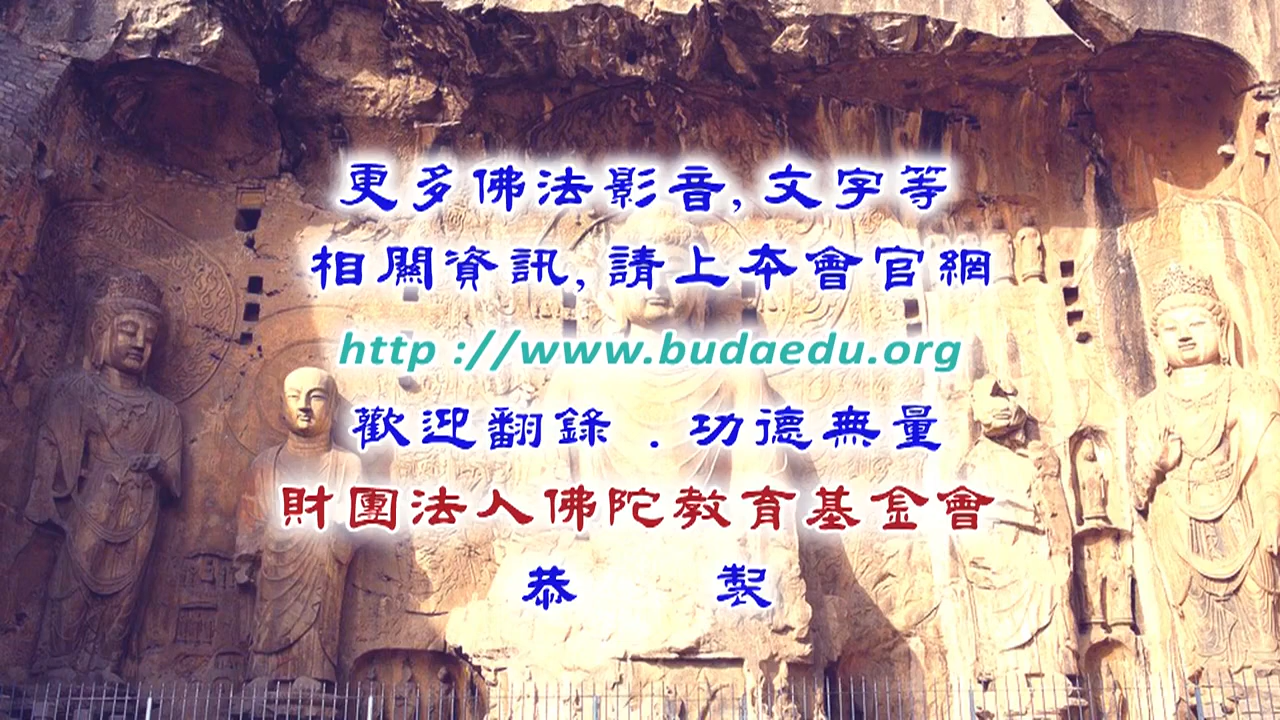 更多佛法影音,文字等
相關資訊,請上本會官網
http ://www.budaedu.org
歡迎翻錄 . 功德無量
財團法人佛陀教育基金會
恭 製